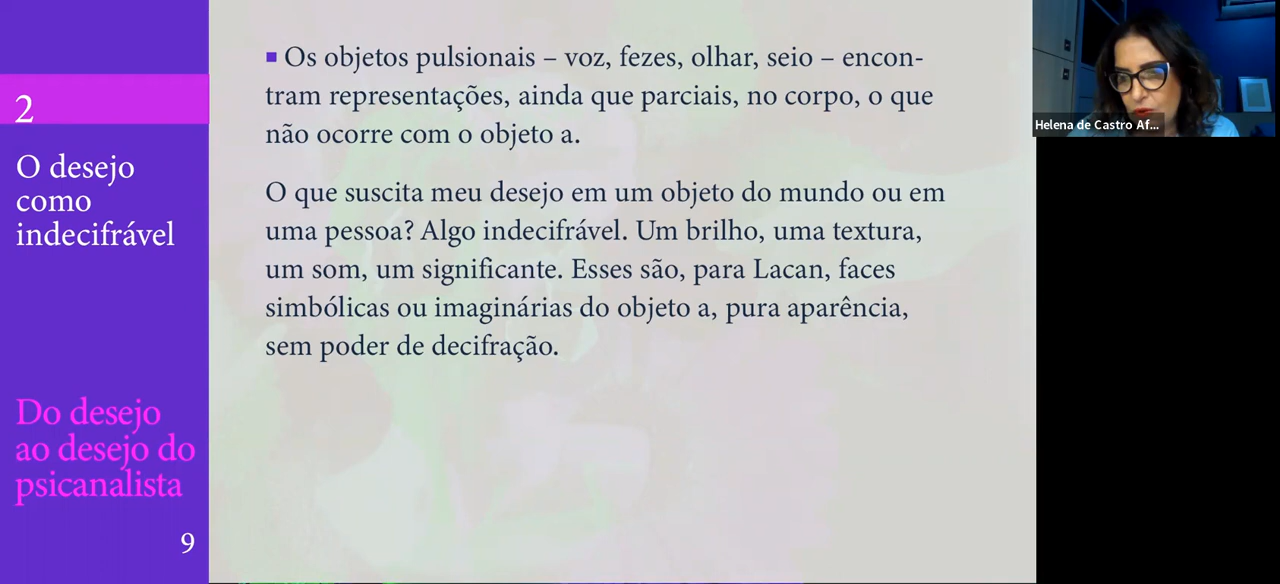 2
O desejo
como
indecifrável
Do desejo
ao desejo do
psicanalista
9
■ Os objetos pulsionais – voz, fezes, olhar, seio – encon-
tram representações, ainda que parciais, no corpo, o que
não ocorre com o objeto a.
O que suscita meu desejo em um objeto do mundo ou em
uma pessoa? Algo indecifrável. Um brilho, uma textura,
um som, um significante. Esses são, para Lacan, faces
simbólicas ou imaginárias do objeto a, pura aparência,
sem poder de decifração.
Helena de Castro Af...